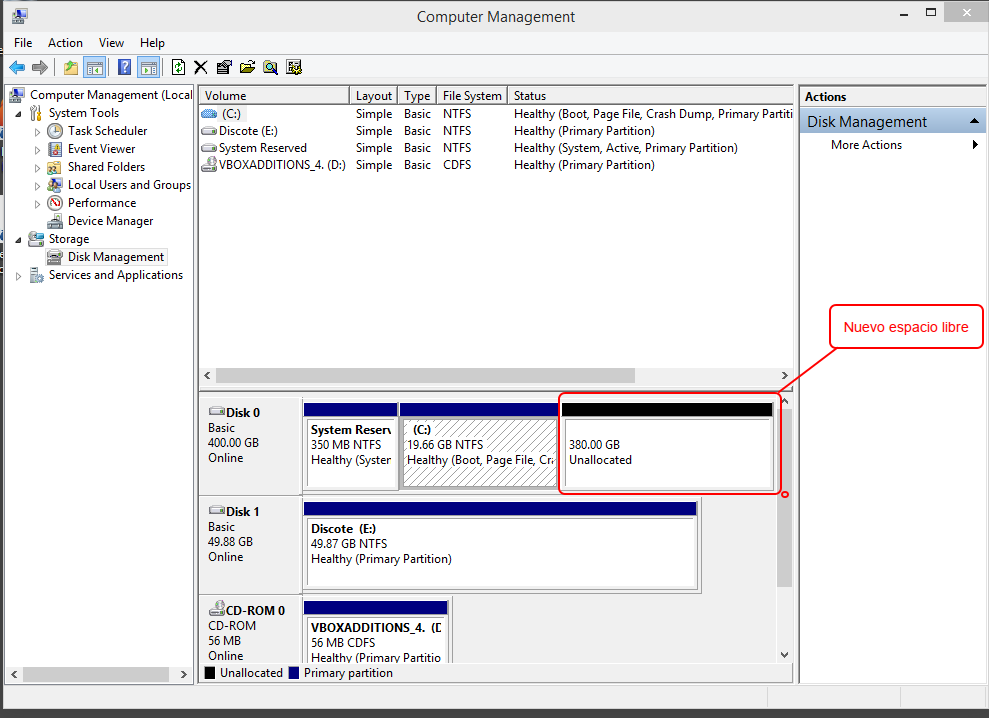 Computer Management
File Action View Help
Computer Management (Local
System Tools
Task Scheduler
Event Viewer
Shared Folders
Local Users and Groups
Performance
Device Manager
Storage
Disk Management
Services and Applications
Volume Layout Type File System Status
(C:) Simple Basic NTFS Healthy (Boot, Page File, Crash Dump, Primary Partiti
Discote (E:) Simple Basic NTFS Healthy (Primary Partition)
System Reserved Simple Basic NTFS Healthy (System, Active, Primary Partition)
VBOXADDITIONS_4. (D:) Simple Basic CDFS Healthy (Primary Partition)
Actions
Disk Management
More Actions
Nuevo espacio libre
Disk 0
Basic
400.00 GB
Online
System Reserv
350 MB NTFS
Healthy (System
(C:)
19.66 GB NTFS
Healthy (Boot, Page File, Cra
380.00 GB
Unallocated
Disk 1
Basic
49.88 GB
Online
Discote (E:)
49.87 GB NTFS
Healthy (Primary Partition)
CD-ROM 0
CD-ROM
56 MB
Online
VBOXADDITIONS_4. (D
56 MB CDFS
Healthy (Primary Partitio
Unallocated Primary partition